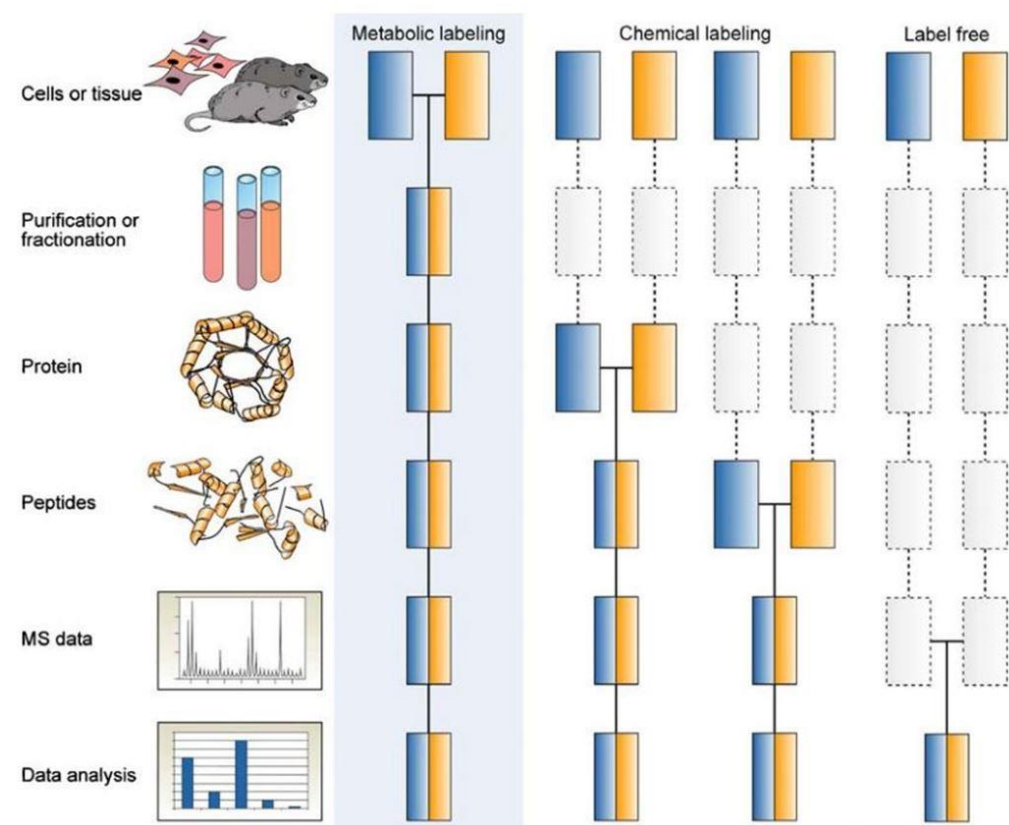 Metabolic labeling
Chemical labeling
Label free
Cells or tissue
Purification or
fractionation
Protein
Peptides
MS data
Data analysis